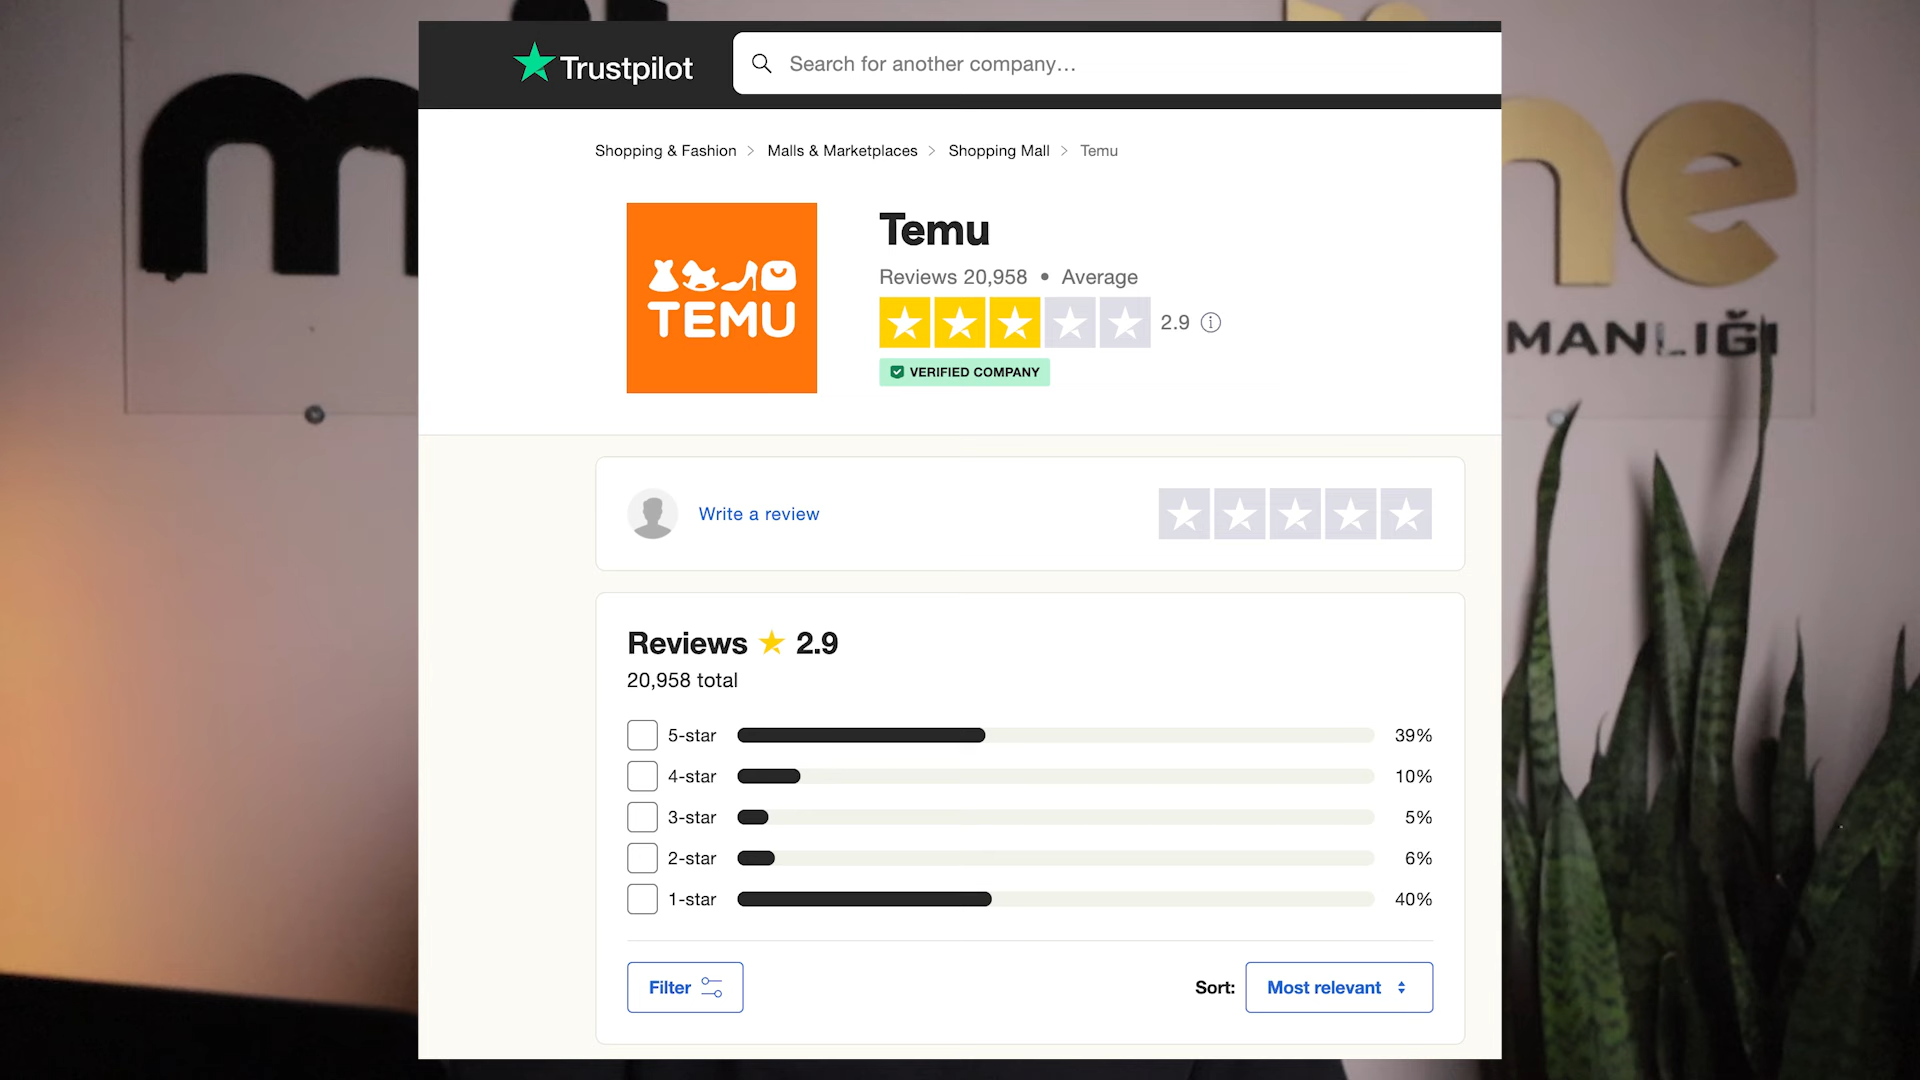 Trustpilot
Search for another company...
Shopping & Fashion > Malls & Marketplaces > Shopping Mall > Temu
TEMU
Temu
Reviews 20,958 • Average
2.9
VERIFIED COMPANY
MANLIĞI
ne
Write a review
Reviews ★ 2.9
20,958 total
5-star 39%
4-star 10%
3-star 5%
2-star 6%
1-star 40%
Filter
Sort: Most relevant